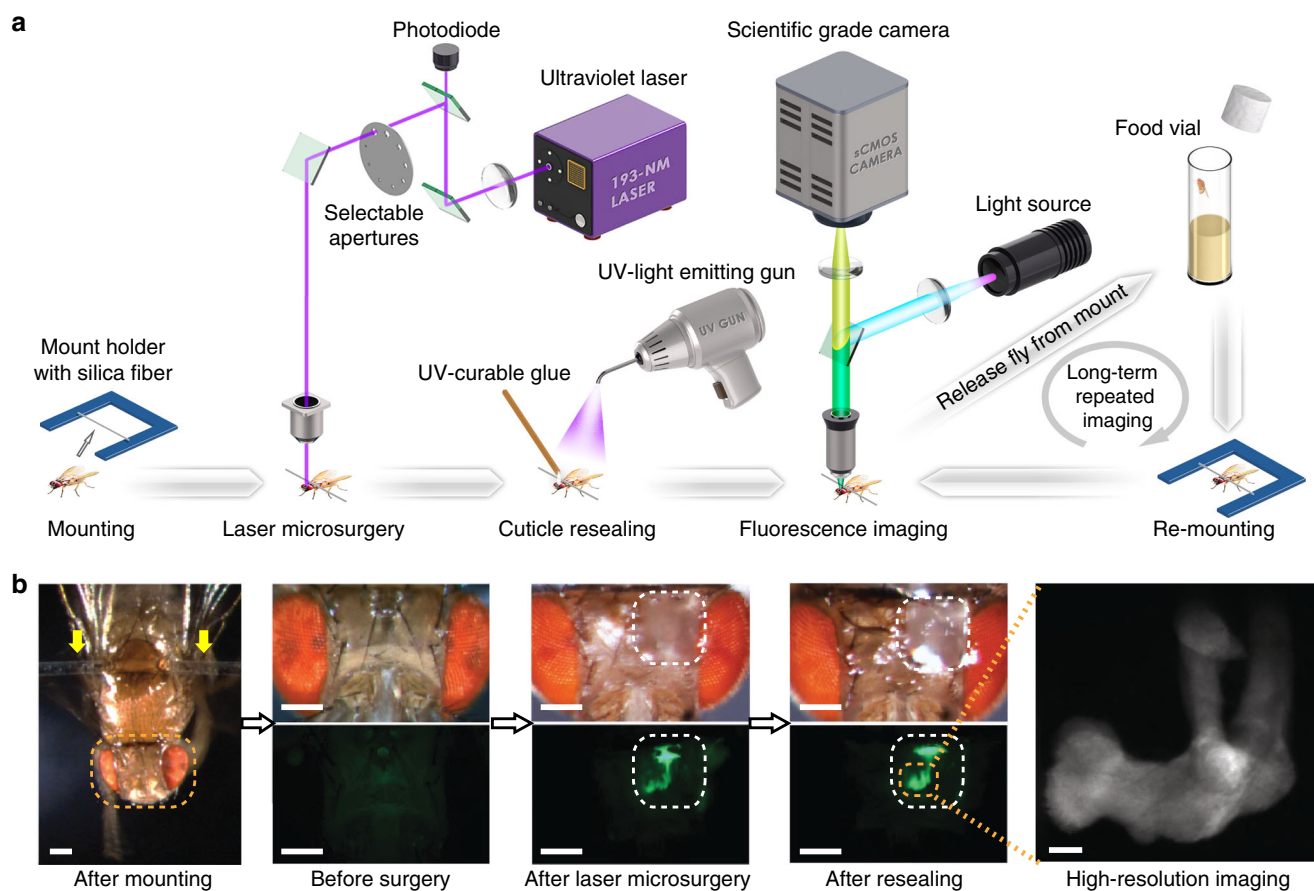 a
Photodiode
Scientific grade camera
Ultraviolet laser
Food vial
sCMOS
CAMERA
193-NM
LASER
Selectable
apertures
Light source
UV-light emitting gun
UV GUN
Mount holder
with silica fiber
UV-curable glue
Release fly from mount
Long-term
repeated
imaging
Mounting
Laser microsurgery
Cuticle resealing
Fluorescence imaging
Re-mounting
b
After mounting
Before surgery
After laser microsurgery
After resealing
High-resolution imaging